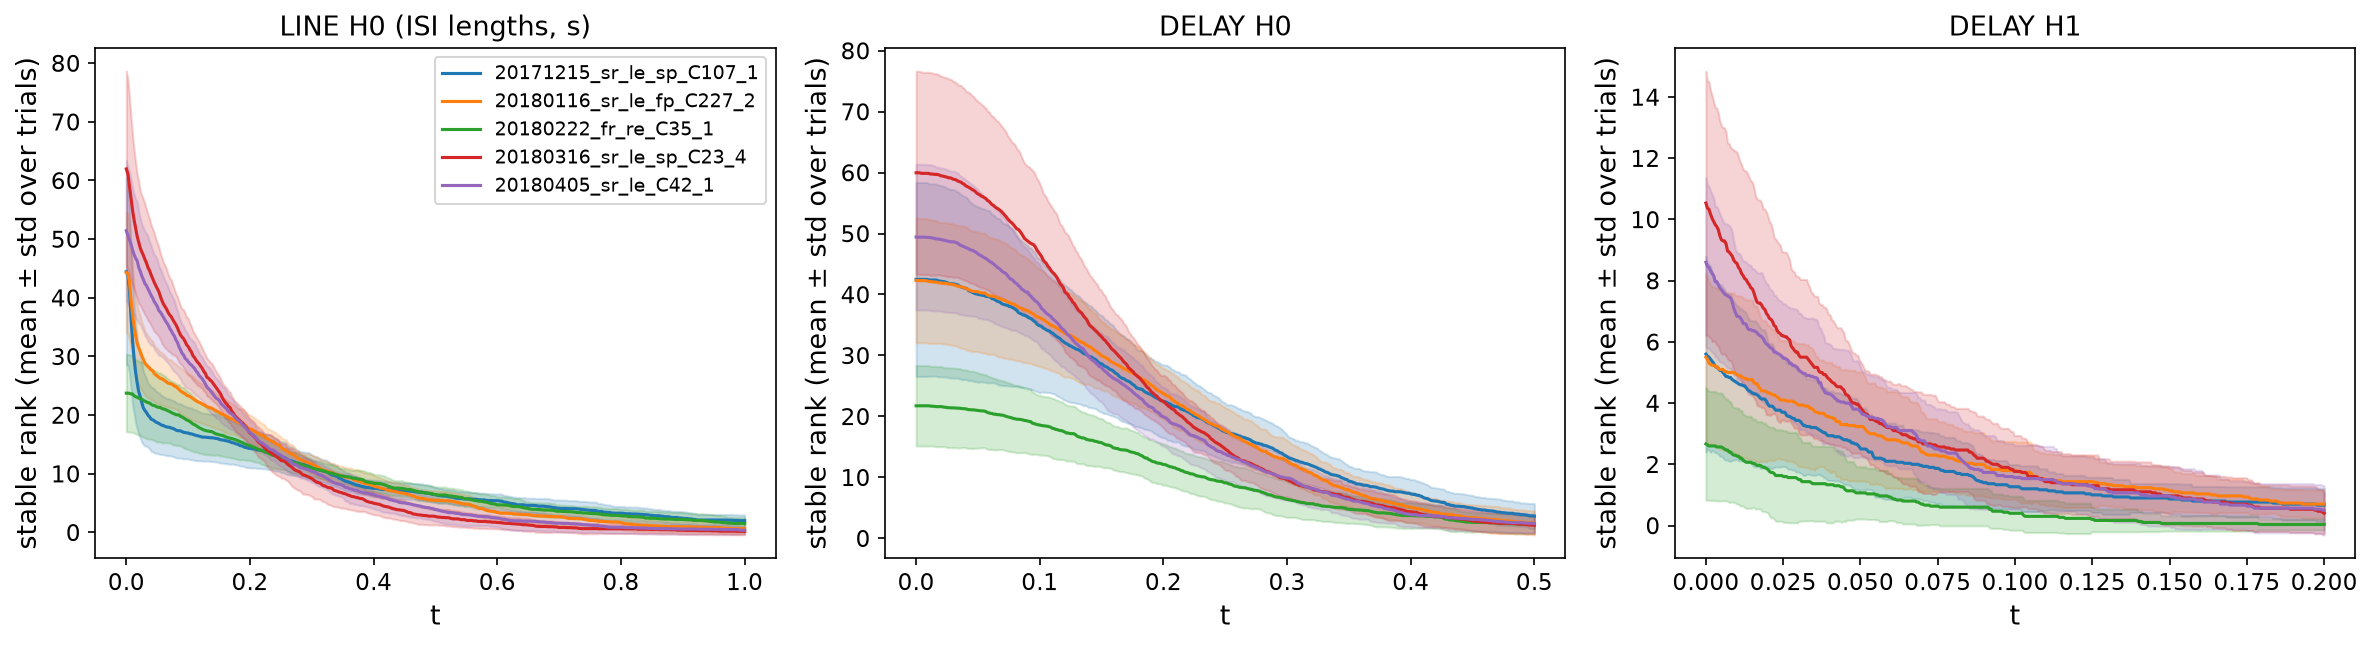 LINE H0 (ISI lengths, s)
stable rank (mean ± std over trials)
80
70
60
50
40
30
20
10
0
20171215_sr_le_sp_C107_1
20180116_sr_le_fp_C227_2
20180222_fr_re_C35_1
20180316_sr_le_sp_C23_4
20180405_sr_le_C42_1
0.0 0.2 0.4 0.6 0.8 1.0
t
DELAY H0
stable rank (mean ± std over trials)
80
70
60
50
40
30
20
10
0
0.0 0.1 0.2 0.3 0.4 0.5
t
DELAY H1
stable rank (mean ± std over trials)
14
12
10
8
6
4
2
0
0.000 0.025 0.050 0.075 0.100 0.125 0.150 0.175 0.200
t